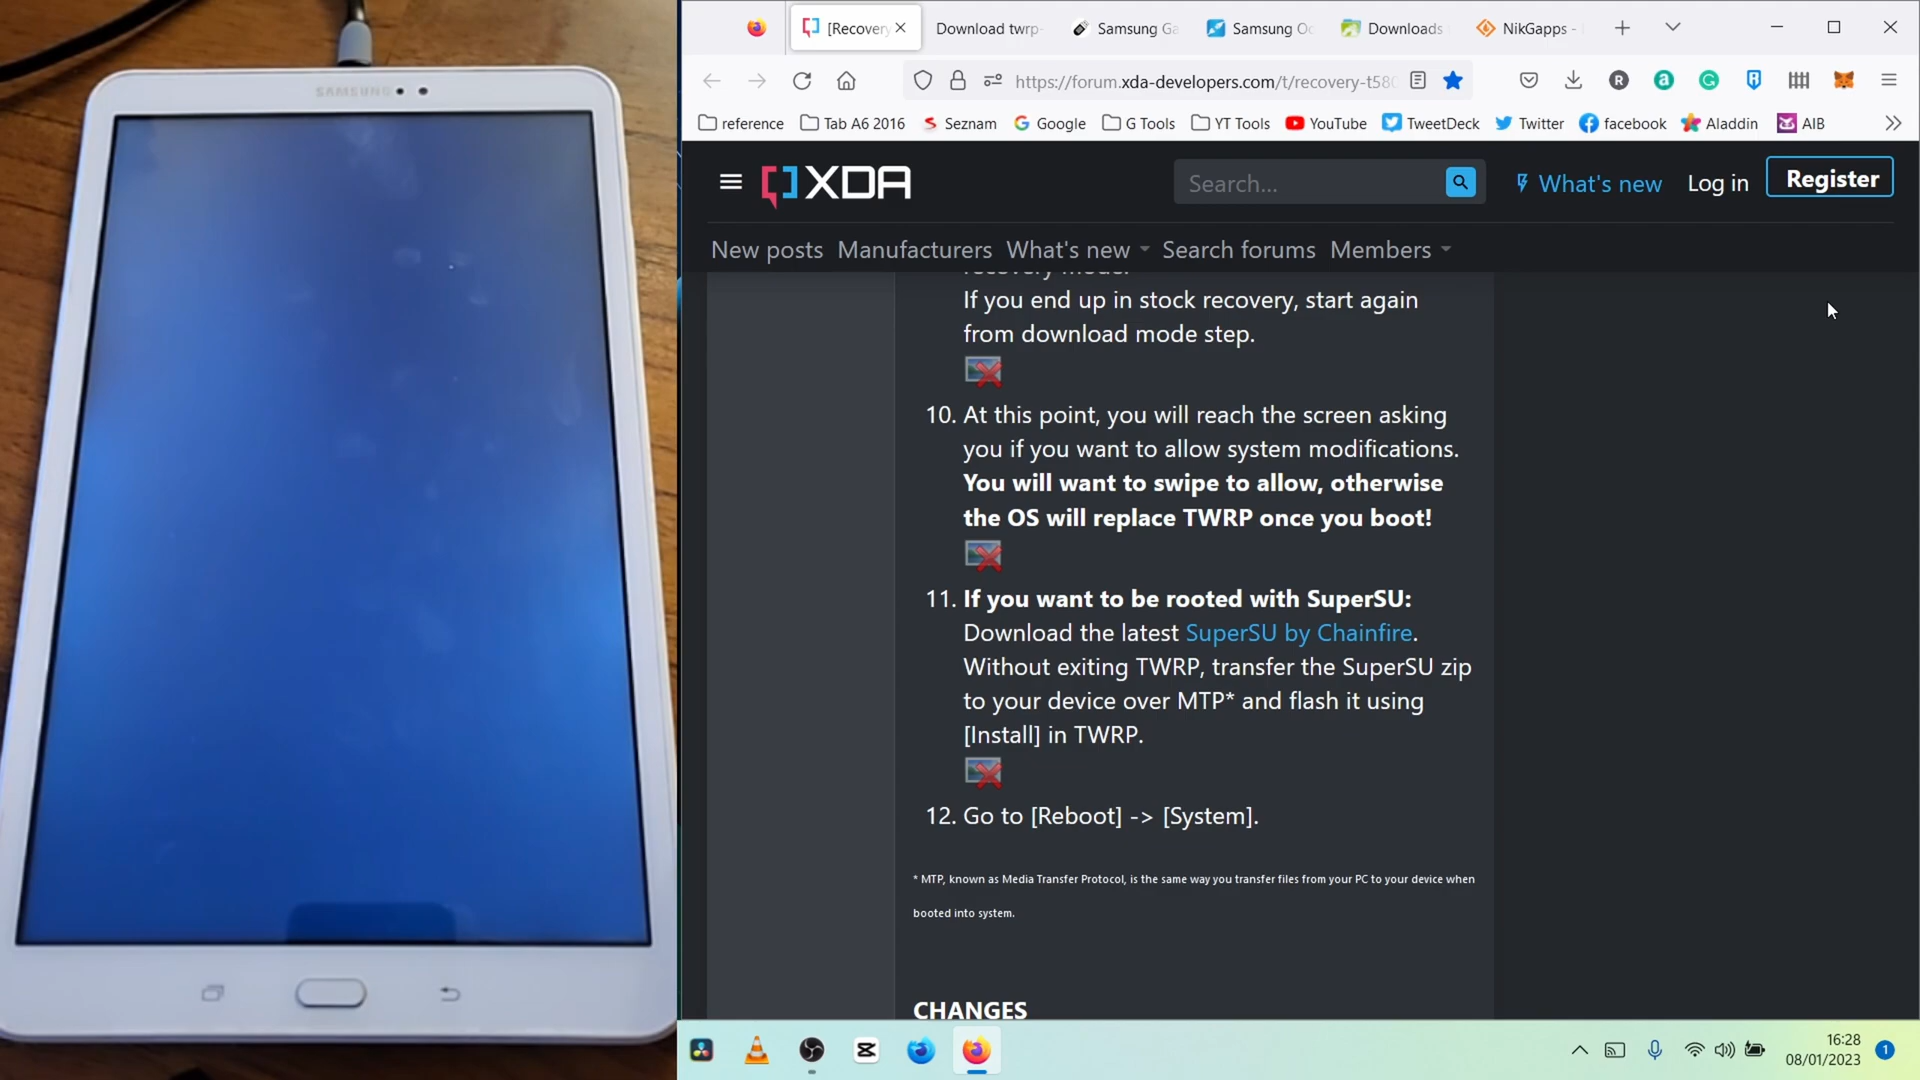 SAMSUNG
[Recovery
Download twrp-
Samsung Ga
Samsung Od
Downloads
NikGapps -
https://forum.xda-developers.com/t/recovery-t580
reference
Tab A6 2016
Seznam
Google
G Tools
YT Tools
YouTube
TweetDeck
Twitter
facebook
Aladdin
AIB
XDA
Search...
What's new
Log in
Register
New posts
Manufacturers
What's new
Search forums
Members
recovery mode.
If you end up in stock recovery, start again
from download mode step.
10. At this point, you will reach the screen asking
you if you want to allow system modifications.
You will want to swipe to allow, otherwise
the OS will replace TWRP once you boot!
11. If you want to be rooted with SuperSU:
Download the latest SuperSU by Chainfire.
Without exiting TWRP, transfer the SuperSU zip
to your device over MTP* and flash it using
[Install] in TWRP.
12. Go to [Reboot] -> [System].
* MTP, known as Media Transfer Protocol, is the same way you transfer files from your PC to your device when
booted into system.
CHANGES
16:28
08/01/2023
1